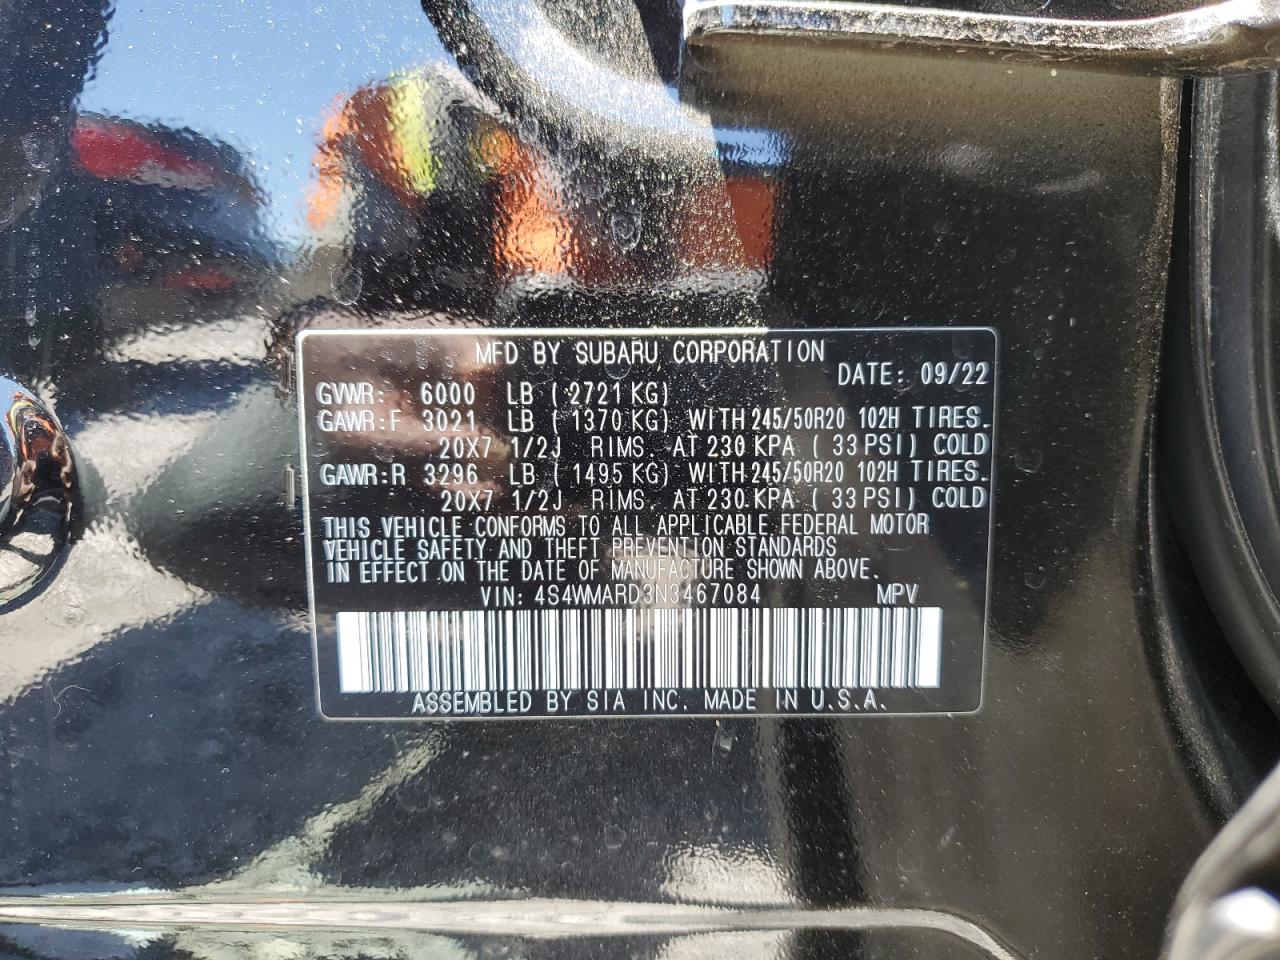 MFD BY SUBARU CORPORATION
DATE: 09/22
GVWR: 6000 LB (2721 KG)
GAWR:F 3021 LB (1370 KG) WITH 245/50R20 102H TIRES.
20X7 1/2J RIMS. AT 230 KPA (33 PSI) COLD
GAWR:R 3296 LB (1495 KG) WITH 245/50R20 102H TIRES.
20X7 1/2J RIMS. AT 230 KPA (33 PSI) COLD
THIS VEHICLE CONFORMS TO ALL APPLICABLE FEDERAL MOTOR
VEHICLE SAFETY AND THEFT PREVENTION STANDARDS
IN EFFECT ON THE DATE OF MANUFACTURE SHOWN ABOVE.
VIN: 4S4WMARD3N3467084 MPV
ASSEMBLED BY SIA INC. MADE IN U.S.A.